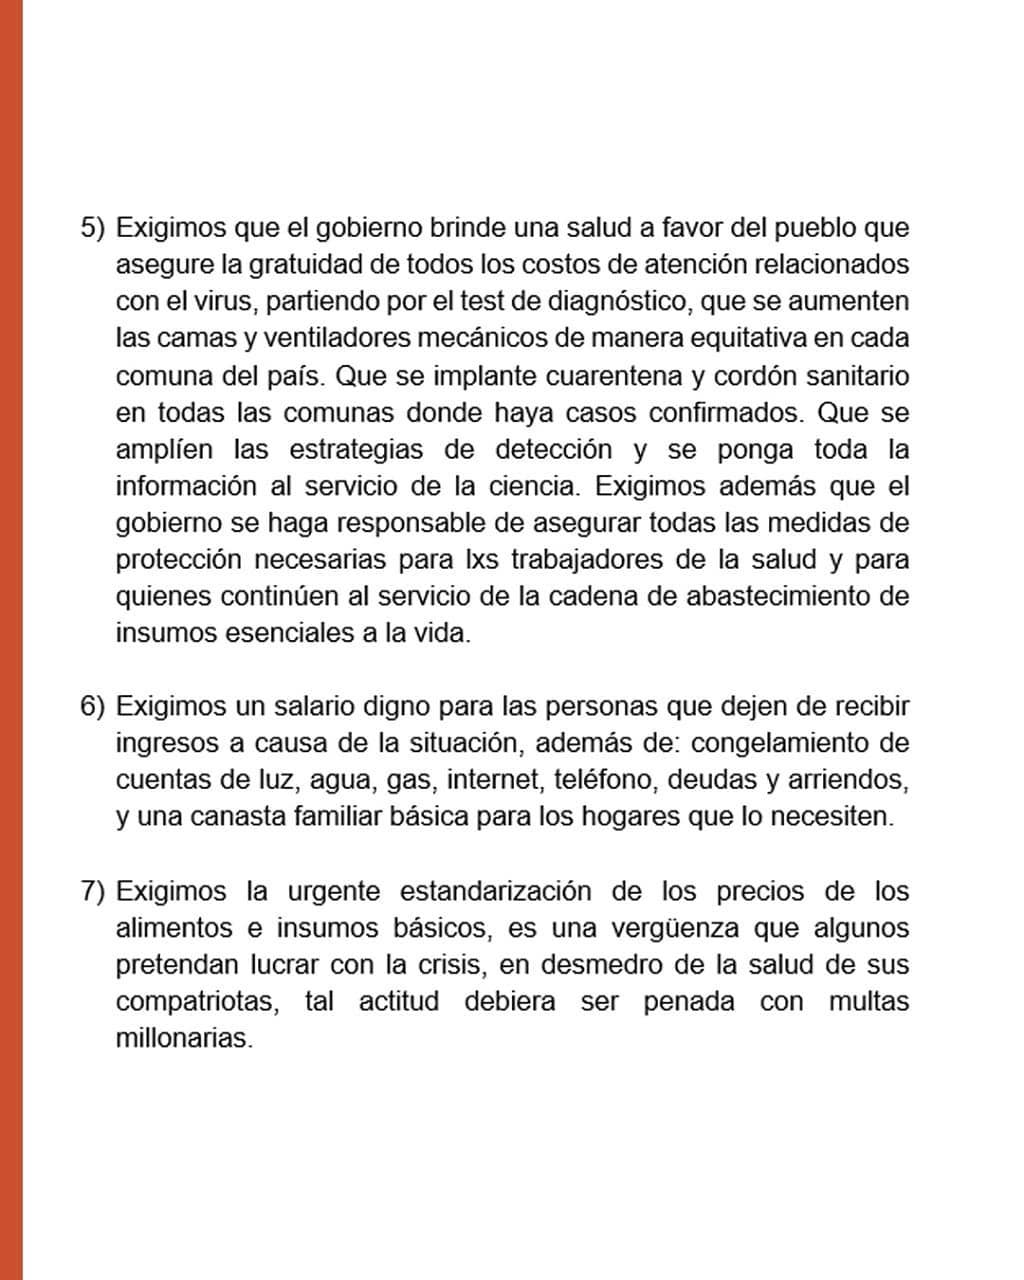 5) Exigimos que el gobierno brinde una salud a favor del pueblo que
asegure la gratuidad de todos los costos de atención relacionados
con el virus, partiendo por el test de diagnóstico, que se aumenten
las camas y ventiladores mecánicos de manera equitativa en cada
comuna del país. Que se implante cuarentena y cordón sanitario
en todas las comunas donde haya casos confirmados. Que se
amplíen las estrategias de detección y se ponga toda la
información al servicio de la ciencia. Exigimos además que el
gobierno se haga responsable de asegurar todas las medidas de
protección necesarias para lxs trabajadores de la salud y para
quienes continúen al servicio de la cadena de abastecimiento de
insumos esenciales a la vida.
6) Exigimos un salario digno para las personas que dejen de recibir
ingresos a causa de la situación, además de: congelamiento de
cuentas de luz, agua, gas, internet, teléfono, deudas y arriendos,
y una canasta familiar básica para los hogares que lo necesiten.
7) Exigimos la urgente estandarización de los precios de los
alimentos e insumos básicos, es una vergüenza que algunos
pretendan lucrar con la crisis, en desmedro de la salud de sus
compatriotas, tal actitud debiera ser penada con multas
millonarias.